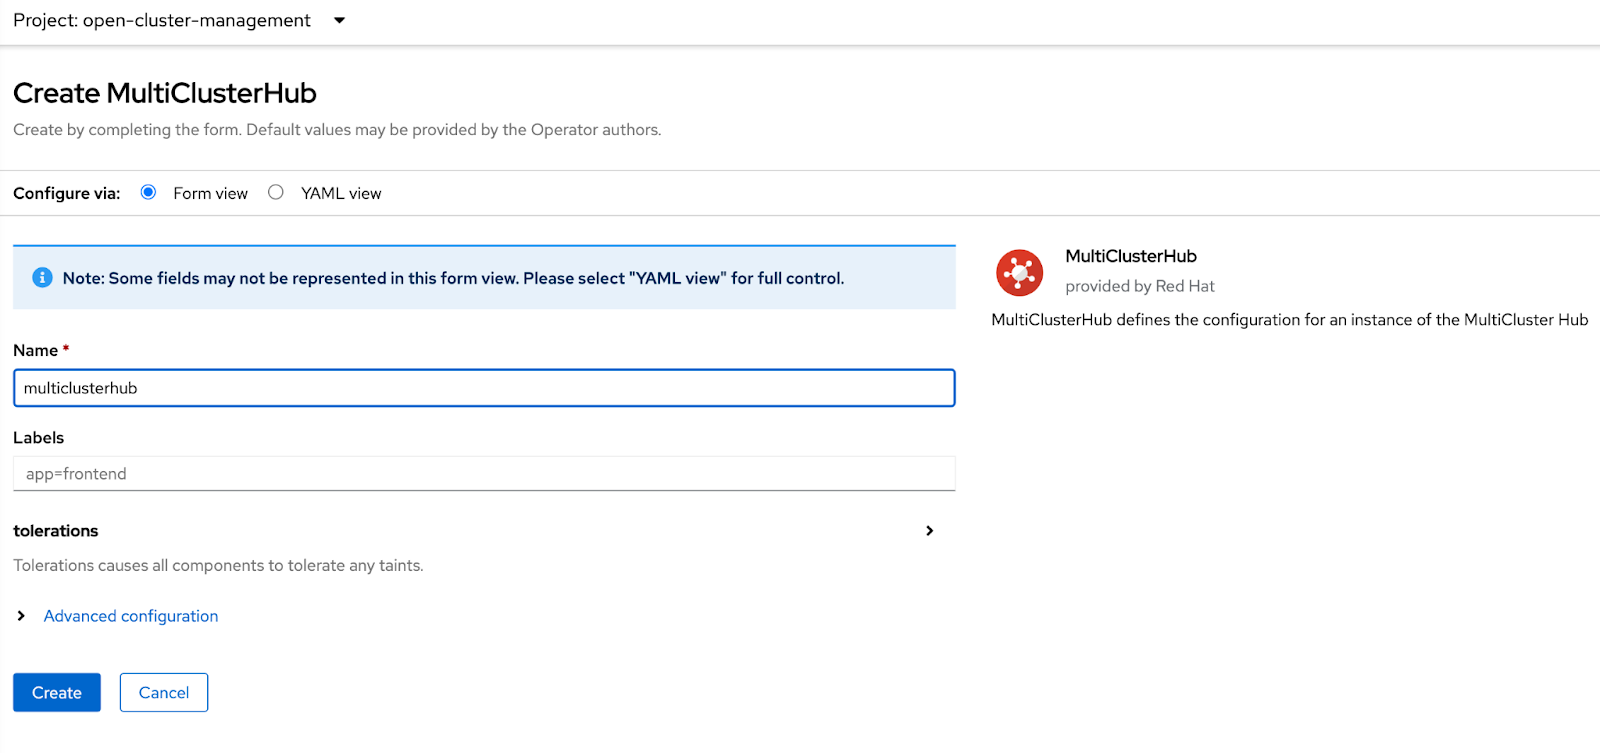 Project: open-cluster-management
Create MultiClusterHub
Create by completing the form. Default values may be provided by the Operator authors.
Configure via: Form view YAML view
Note: Some fields may not be represented in this form view. Please select "YAML view" for full control.
Name *
multiclusterhub
Labels
app=frontend
tolerations
Tolerations causes all components to tolerate any taints.
Advanced configuration
Create Cancel
MultiClusterHub
provided by Red Hat
MultiClusterHub defines the configuration for an instance of the MultiCluster Hub